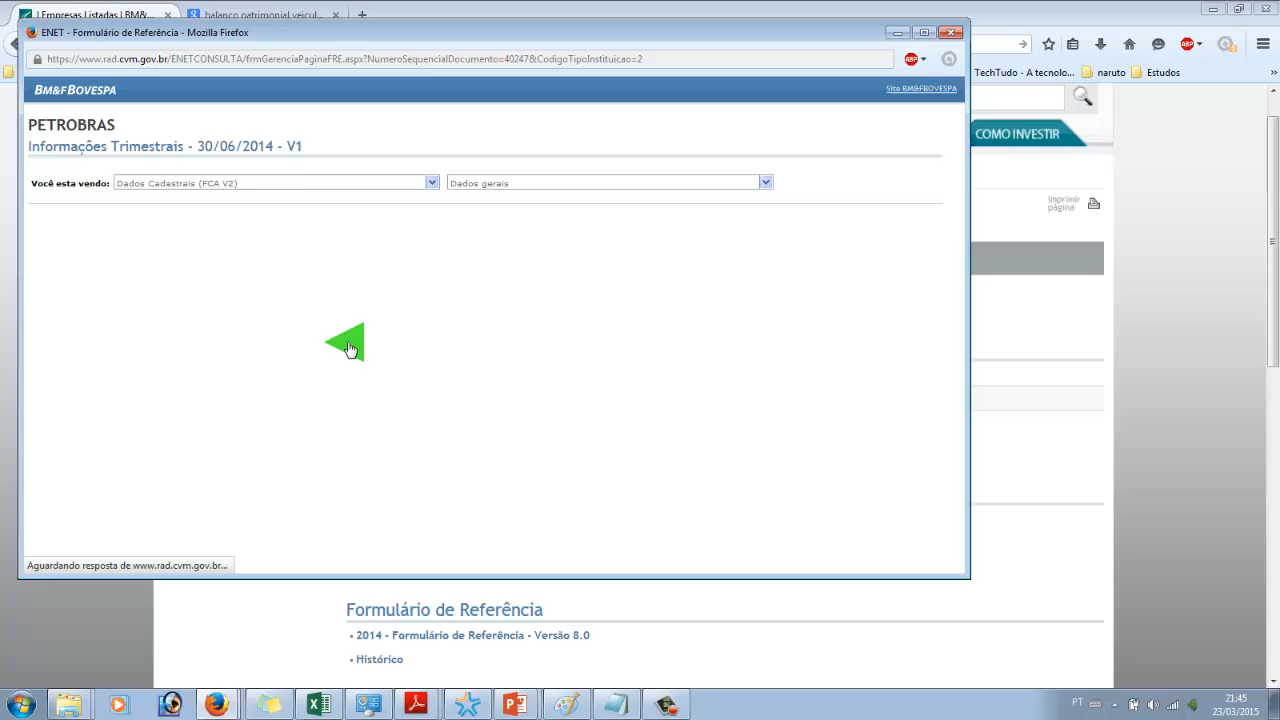 | Empresas Listadas | BM&... ×
balanço patrimonial veicul... ×
ENET - Formulário de Referência - Mozilla Firefox
https://www.rad.cvm.gov.br/ENETCONSULTA/frmGerenciaPaginaFRE.aspx?NumeroSequencialDocumento=40247&CodigoTipoInstituicao=2
ABP
ABP
TechTudo - A tecnolo...
naruto
Estudos
»
BM&FBOVESPA
Site BM&FBOVESPA
PETROBRAS
COMO INVESTIR
Informações Trimestrais - 30/06/2014 - V1
Você esta vendo: Dados Cadastrais (FCA V2) Dados gerais
Imprimir
página
Aguardando resposta de www.rad.cvm.gov.br...
Formulário de Referência
• 2014 - Formulário de Referência - Versão 8.0
• Histórico
PT
21:45
23/03/2015